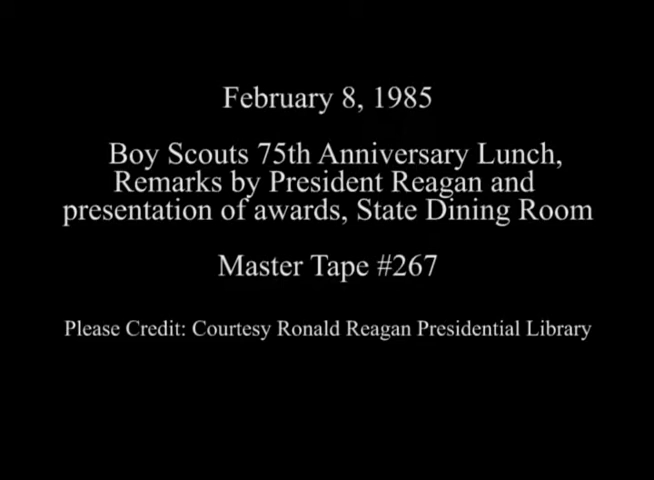 February 8, 1985
Boy Scouts 75th Anniversary Lunch,
Remarks by President Reagan and
presentation of awards, State Dining Room
Master Tape #267
Please Credit: Courtesy Ronald Reagan Presidential Library